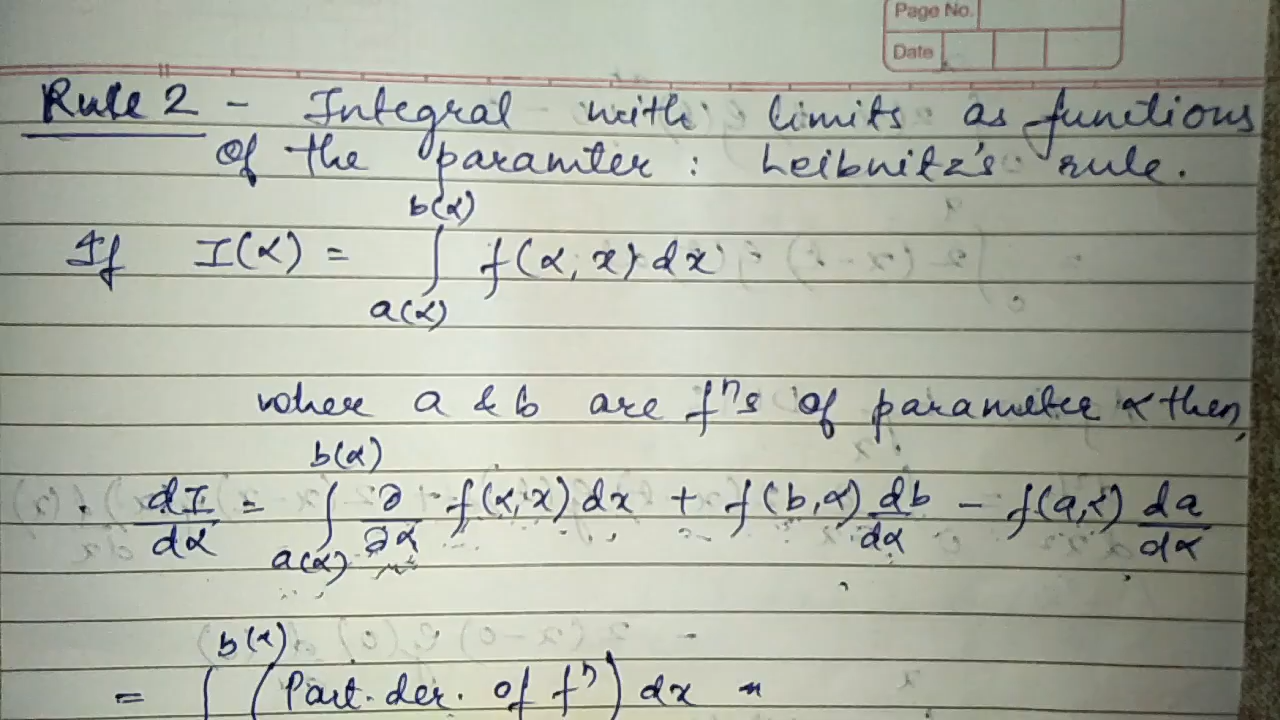 Page No.
Date
Rule 2 - Integral with limits as functions
of the paramter : Leibnitz's rule.
If I(α) = ∫_{a(α)}^{b(α)} f(α, x) dx
where a & b are fⁿs of parameter α then,
dI/dα = ∫_{a(α)}^{b(α)} ∂/∂α f(α, x) dx + f(b, α) db/dα - f(a, α) da/dα
= ∫^{b(α)} (Part. der. of fⁿ) dx